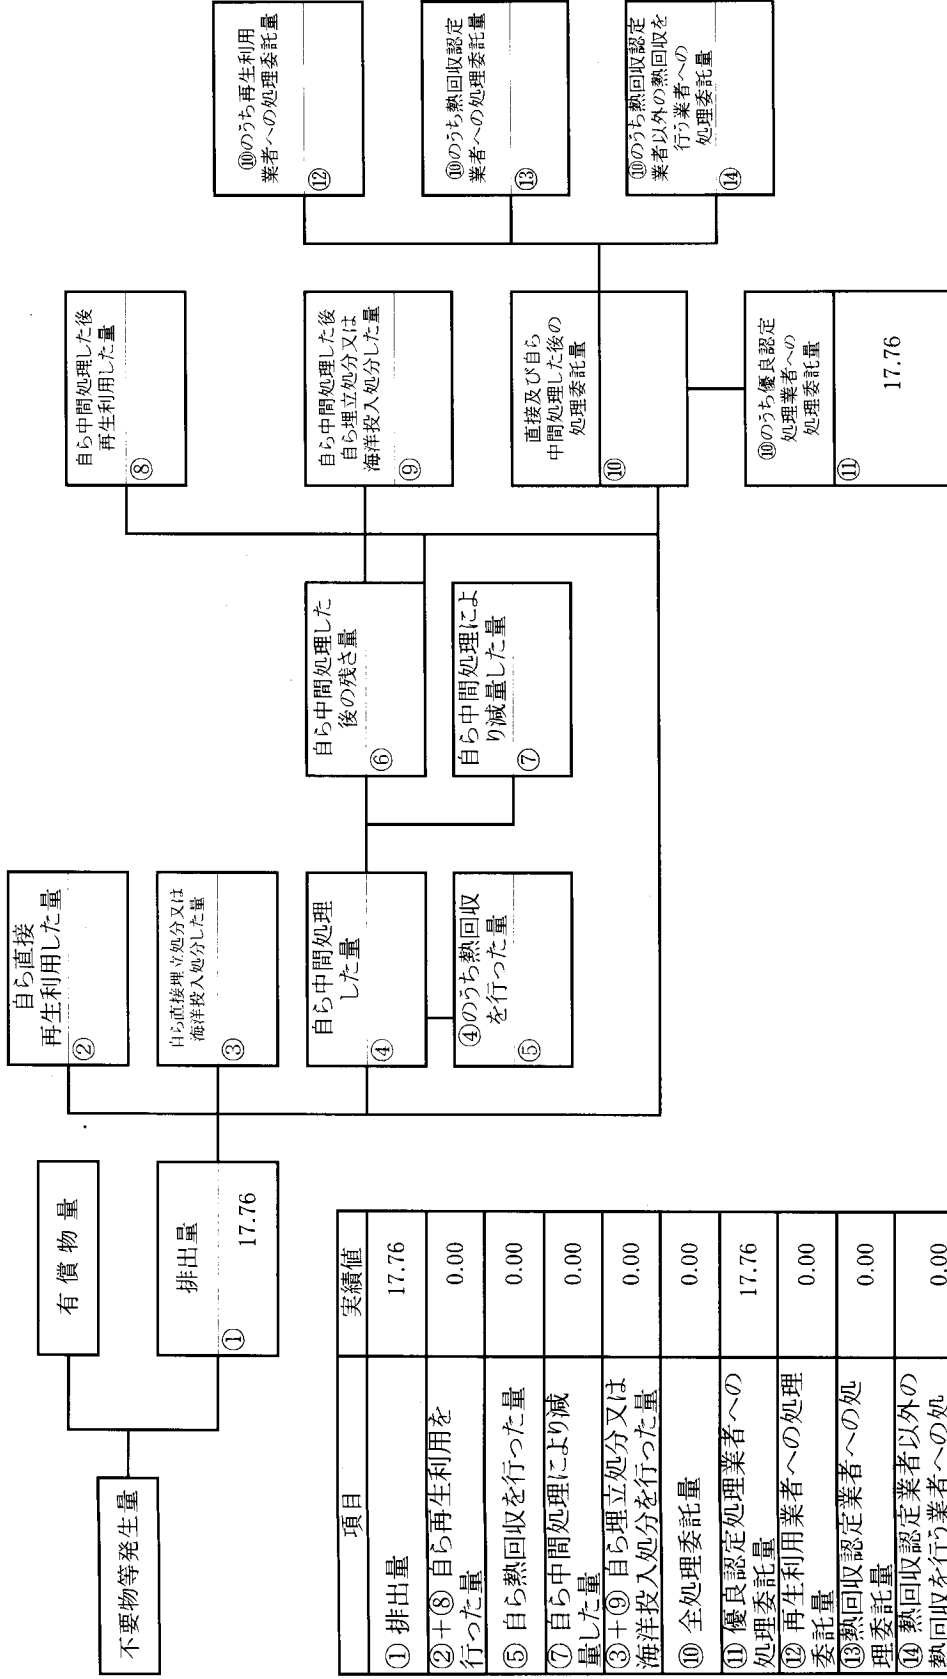 不要物等発生量
有償物量
排出量
①
17.76
自ら直接
再生利用した量
②
自ら直接埋立処分又は
海洋投入処分した量
③
自ら中間処理
した量
④
④のうち熱回収
を行った量
⑤
自ら中間処理した
後の残さ量
⑥
自ら中間処理によ
り減量した量
⑦
自ら中間処理した後
再生利用した量
⑧
自ら中間処理した後
自ら埋立処分又は
海洋投入処分した量
⑨
直接及び自ら
中間処理した後の
処理委託量
⑩
⑩のうち優良認定
処理業者への
処理委託量
⑪
17.76
⑩のうち再生利用
業者への処理委託量
⑫
⑩のうち熱回収認定
業者への処理委託量
⑬
⑩のうち熱回収認定
業者以外の熱回収を
行う業者への
処理委託量
⑭
項目 実績値
① 排出量 17.76
②+⑧ 自ら再生利用を
行った量 0.00
⑤ 自ら熱回収を行った量 0.00
⑦ 自ら中間処理により減
量した量 0.00
③+⑨ 自ら埋立処分又は
海洋投入処分を行った量 0.00
⑩ 全処理委託量 0.00
⑪ 優良認定処理業者への
処理委託量 17.76
⑫ 再生利用業者への処理
委託量 0.00
⑬熱回収認定業者への処
理委託量 0.00
⑭ 熱回収認定業者以外の
熱回収を行う業者への処 0.00